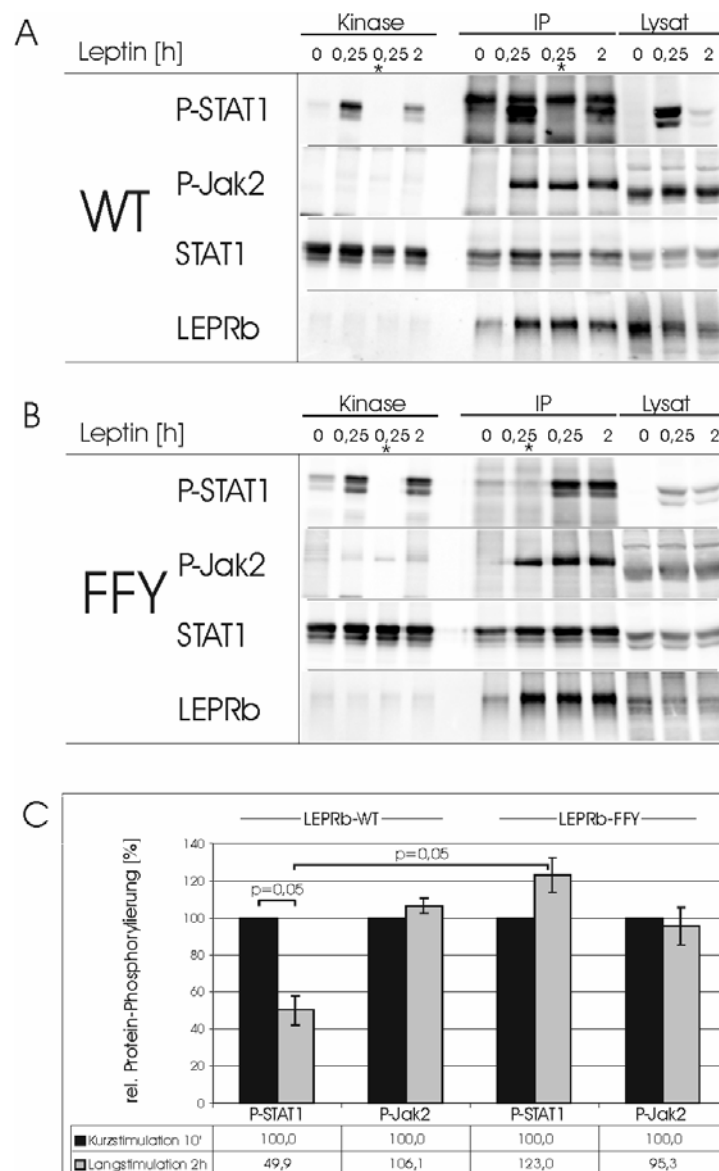 A
Kinase IP Lysat
Leptin [h] 0 0,25 0,25 2 0 0,25 0,25 2 0 0,25 2
* *
WT
P-STAT1
P-Jak2
STAT1
LEPRb
B
Kinase IP Lysat
Leptin [h] 0 0,25 0,25 2 0 0,25 0,25 2 0 0,25 2
* *
FFY
P-STAT1
P-Jak2
STAT1
LEPRb
C
LEPRb-WT LEPRb-FFY
rel. Protein-Phosphorylierung [%]
140
120
100
80
60
40
20
0
p=0,05
p=0,05
P-STAT1 P-Jak2 P-STAT1 P-Jak2
Kurzstimulation 10' 100,0 100,0 100,0 100,0
Langstimulation 2h 49,9 106,1 123,0 95,3